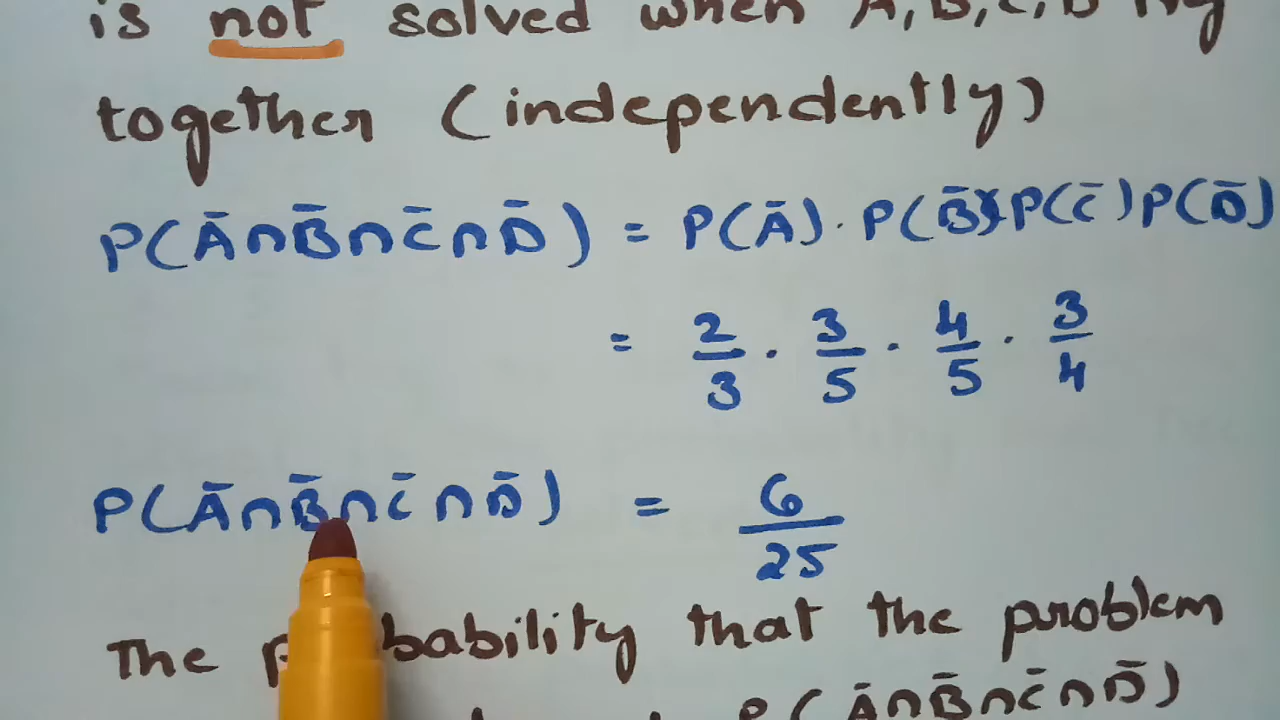 is not solved when A, B, C, D try
together (independently)
P(A̅∩B̅∩C̅∩D̅) = P(A̅)·P(B̅)P(C̅)P(D̅)
= 2/3 · 3/5 · 4/5 · 3/4
P(A̅∩B̅∩C̅∩D̅) = 6/25
The probability that the problem
P(A̅∩B̅∩C̅∩D̅)